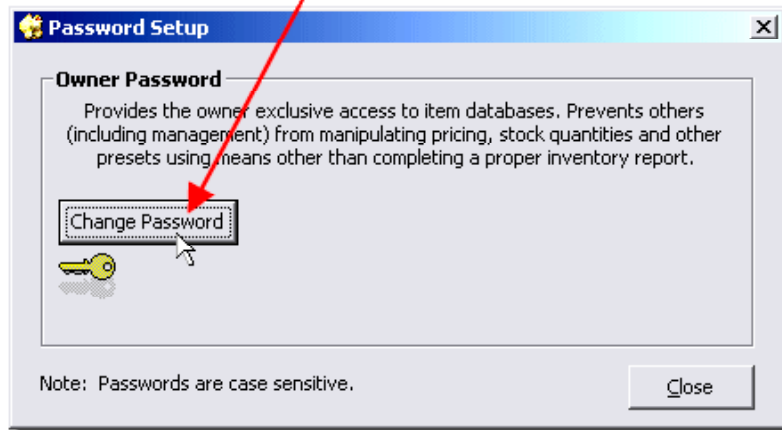 Password Setup
Owner Password
Provides the owner exclusive access to item databases. Prevents others
(including management) from manipulating pricing, stock quantities and other
presets using means other than completing a proper inventory report.
Change Password
Note: Passwords are case sensitive.
Close